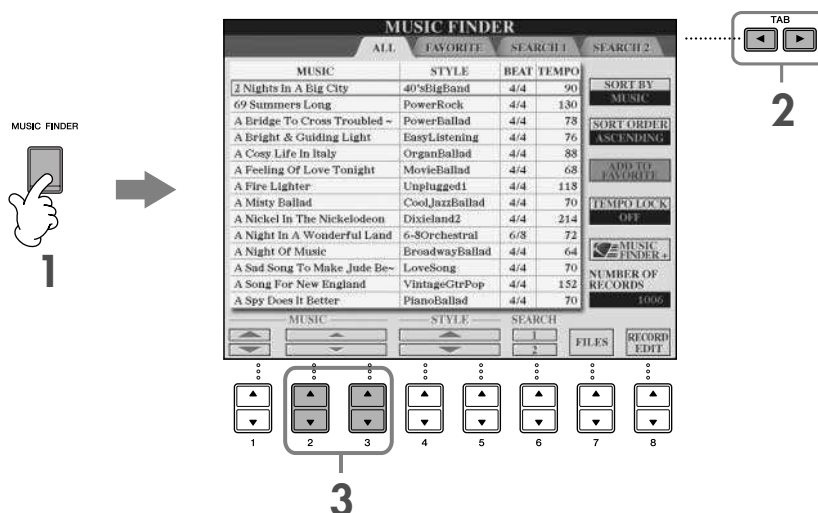 MUSIC FINDER
TAB
ALL FAVORITE SEARCH 1 SEARCH 2
2
MUSIC STYLE BEAT TEMPO
2 Nights In A Big City 40'sBigBand 4/4 90
69 Summers Long PowerRock 4/4 130
A Bridge To Cross Troubled ~ PowerBallad 4/4 78
A Bright & Guiding Light EasyListening 4/4 76
A Cosy Life In Italy OrganBallad 4/4 88
A Feeling Of Love Tonight MovieBallad 4/4 68
A Fire Lighter Unplugged1 4/4 118
A Misty Ballad CoolJazzBallad 4/4 70
A Nickel In The Nickelodeon Dixieland2 4/4 214
A Night In A Wonderful Land 6-8Orchestral 6/8 72
A Night Of Music BroadwayBallad 4/4 64
A Sad Song To Make Jude Be~ LoveSong 4/4 70
A Song For New England VintageGtrPop 4/4 152
A Spy Does It Better PianoBallad 4/4 70
SORT BY
MUSIC
SORT ORDER
ASCENDING
ADD TO
FAVORITE
TEMPO LOCK
OFF
MUSIC
FINDER +
NUMBER OF
RECORDS
1006
MUSIC FINDER
1
MUSIC STYLE SEARCH
1
2
FILES
RECORD
EDIT
1 2 3 4 5 6 7 8
3